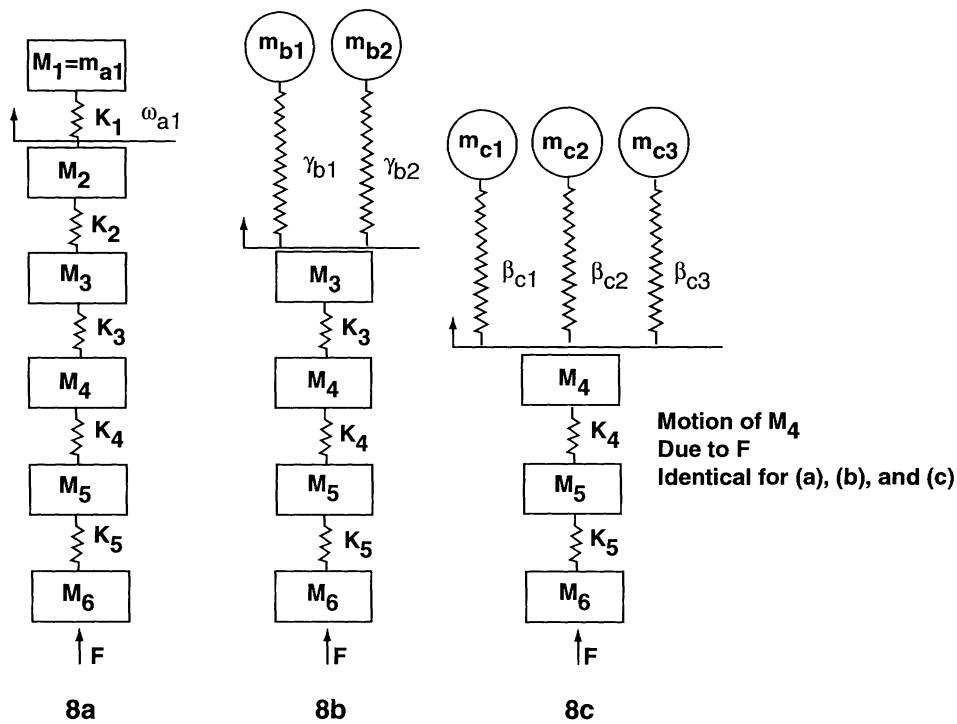 M1=ma1
K1
ωa1
M2
K2
M3
K3
M4
K4
M5
K5
M6
F
8a
mb1
mb2
γb1
γb2
M3
K3
M4
K4
M5
K5
M6
F
8b
mc1
mc2
mc3
βc1
βc2
βc3
M4
K4
M5
K5
M6
F
8c
Motion of M4
Due to F
Identical for (a), (b), and (c)